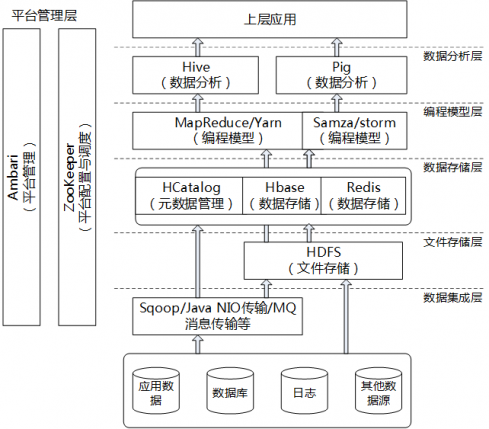 平台管理层
上层应用
数据分析层
Hive
（数据分析）
Pig
（数据分析）
编程模型层
MapReduce/Yarn
（编程模型）
Samza/storm
（编程模型）
数据存储层
HCatalog
（元数据管理）
Hbase
（数据存储）
Redis
（数据存储）
文件存储层
HDFS
（文件存储）
数据集成层
Sqoop/Java NIO传输/MQ
消息传输等
应用数
据
数据库
日志
其他数
据源
Ambari
（平台管理）
ZooKeeper
（平台配置与调度）